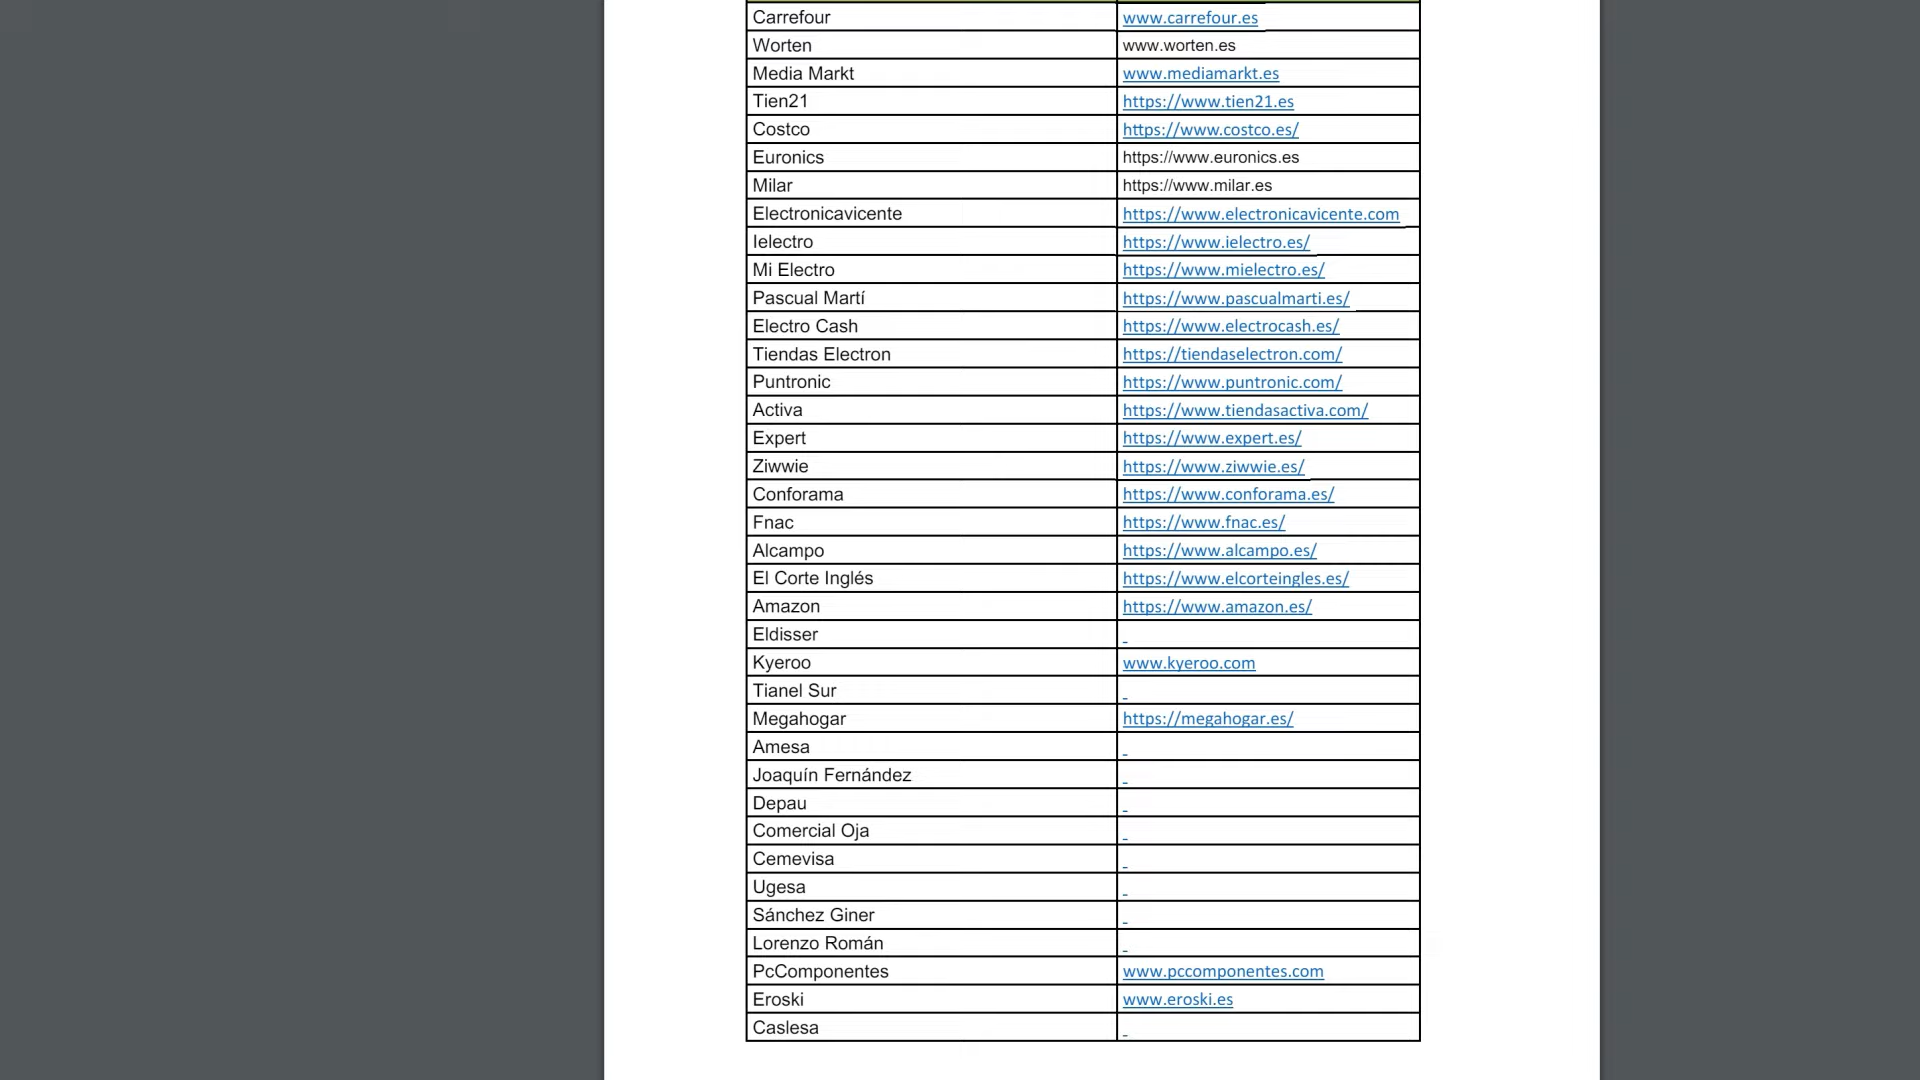 Carrefour www.carrefour.es
Worten www.worten.es
Media Markt www.mediamarkt.es
Tien21 https://www.tien21.es
Costco https://www.costco.es/
Euronics https://www.euronics.es
Milar https://www.milar.es
Electronicavicente https://www.electronicavicente.com
Ielectro https://www.ielectro.es/
Mi Electro https://www.mielectro.es/
Pascual Martí https://www.pascualmarti.es/
Electro Cash https://www.electrocash.es/
Tiendas Electron https://tiendaselectron.com/
Puntronic https://www.puntronic.com/
Activa https://www.tiendasactiva.com/
Expert https://www.expert.es/
Ziwwie https://www.ziwwie.es/
Conforama https://www.conforama.es/
Fnac https://www.fnac.es/
Alcampo https://www.alcampo.es/
El Corte Inglés https://www.elcorteingles.es/
Amazon https://www.amazon.es/
Eldisser
Kyeroo www.kyeroo.com
Tianel Sur
Megahogar https://megahogar.es/
Amesa
Joaquín Fernández
Depau
Comercial Oja
Cemevisa
Ugesa
Sánchez Giner
Lorenzo Román
PcComponentes www.pccomponentes.com
Eroski www.eroski.es
Caslesa